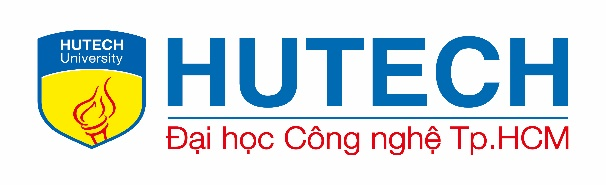 HUTECH
University
HUTECH
Đại học Công nghệ Tp.HCM